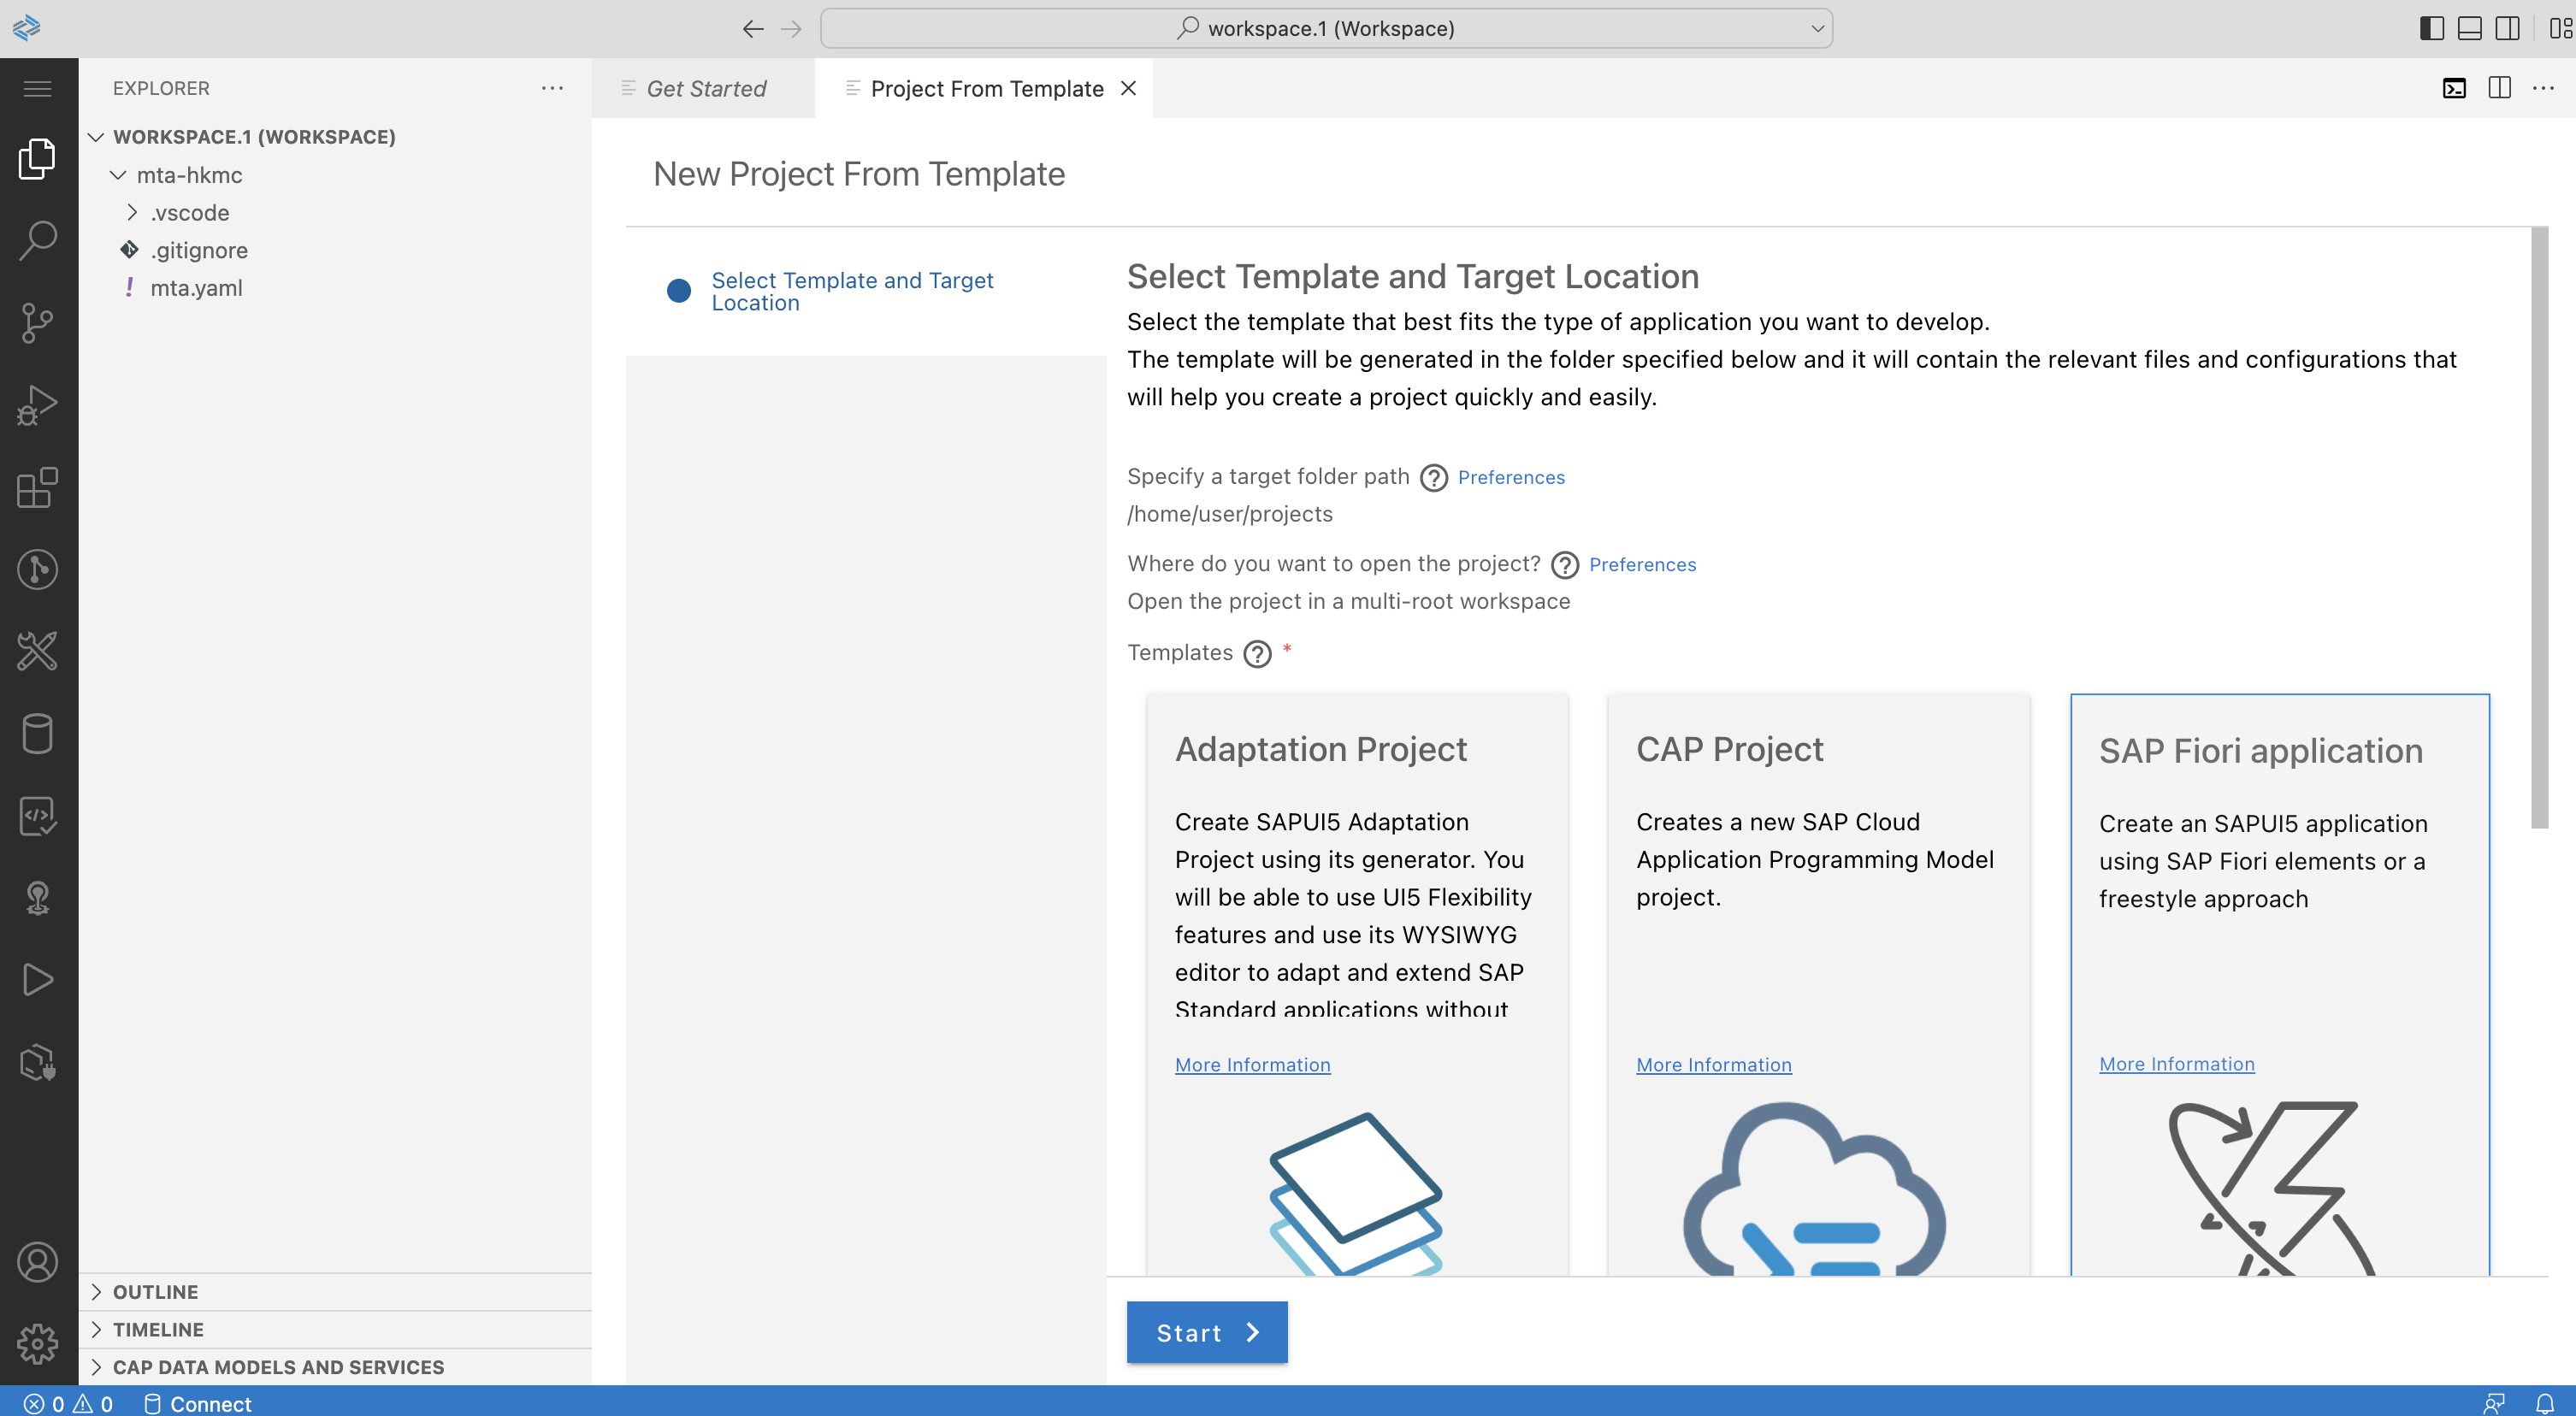 workspace.1 (Workspace)
EXPLORER
WORKSPACE.1 (WORKSPACE)
mta-hkmc
.vscode
.gitignore
! mta.yaml
OUTLINE
TIMELINE
CAP DATA MODELS AND SERVICES
Get Started
Project From Template
New Project From Template
Select Template and Target
Location
Select Template and Target Location
Select the template that best fits the type of application you want to develop.
The template will be generated in the folder specified below and it will contain the relevant files and configurations that
will help you create a project quickly and easily.
Specify a target folder path ? Preferences
/home/user/projects
Where do you want to open the project? ? Preferences
Open the project in a multi-root workspace
Templates ? *
Adaptation Project
Create SAPUI5 Adaptation
Project using its generator. You
will be able to use UI5 Flexibility
features and use its WYSIWYG
editor to adapt and extend SAP
Standard applications without
More Information
CAP Project
Creates a new SAP Cloud
Application Programming Model
project.
More Information
SAP Fiori application
Create an SAPUI5 application
using SAP Fiori elements or a
freestyle approach
More Information
Start
0 0 Connect